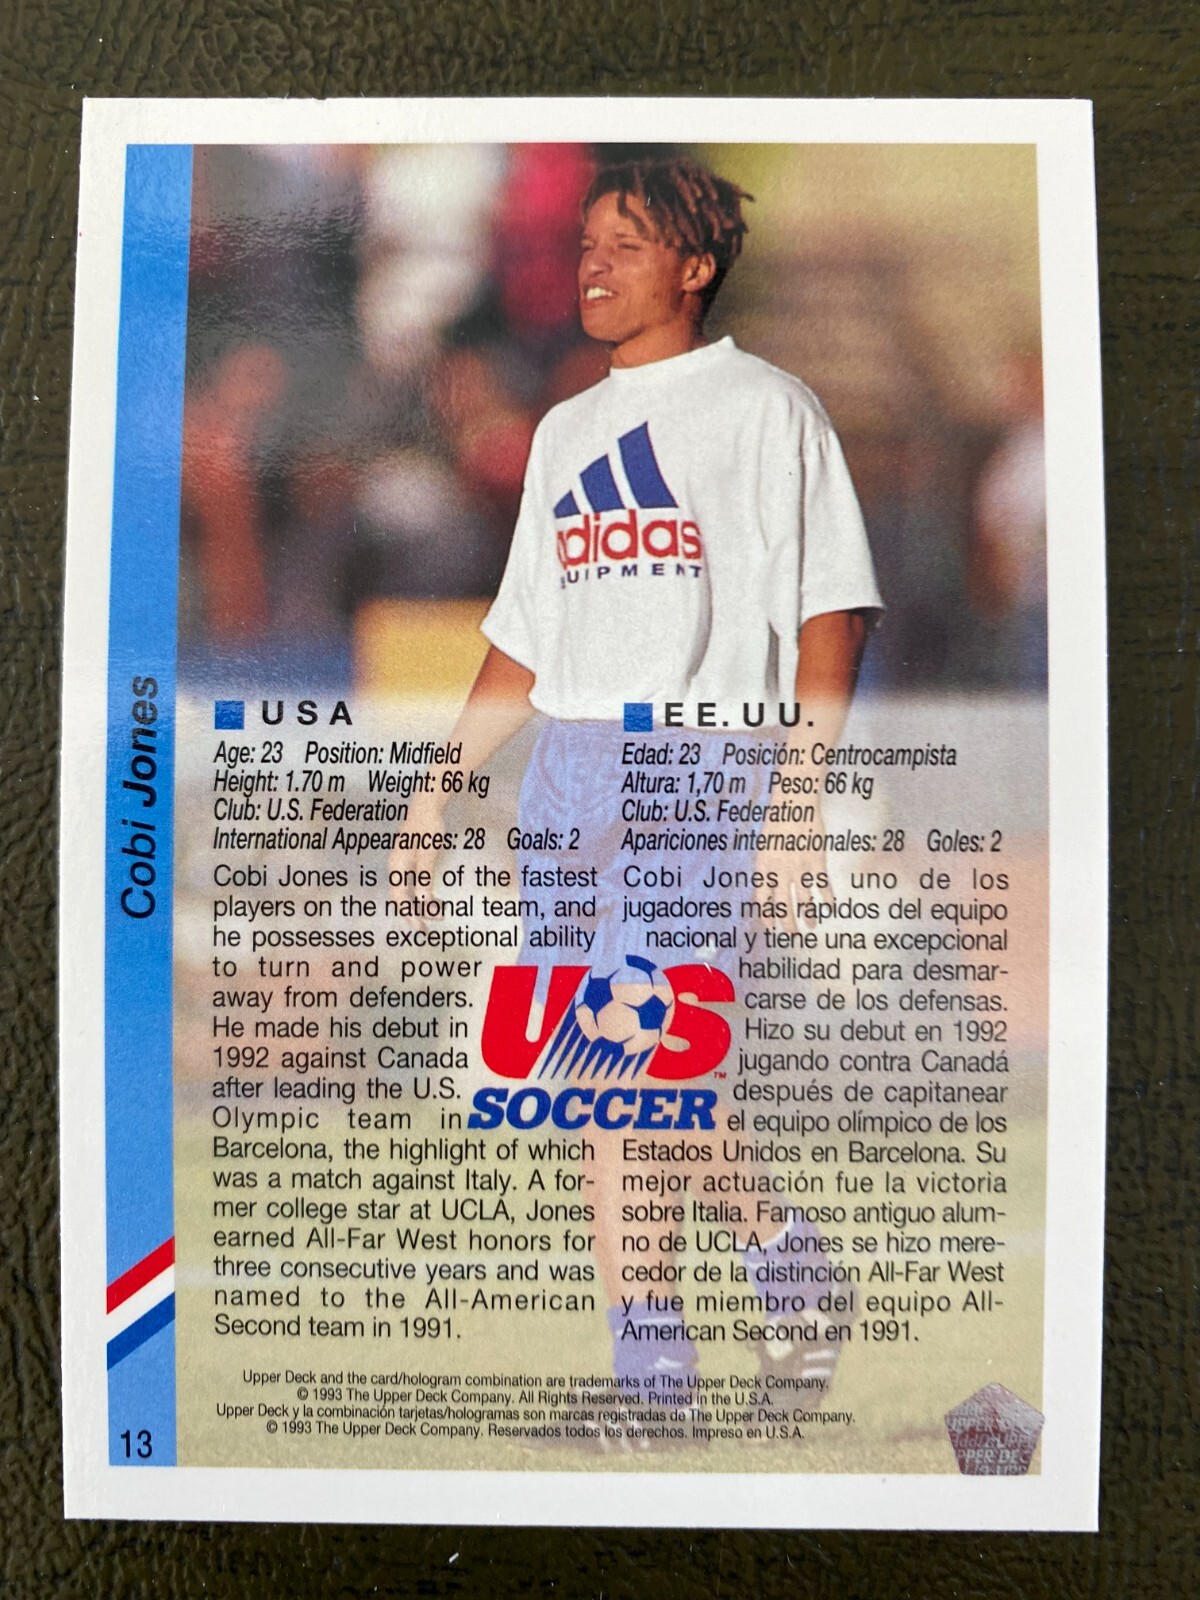 adidas
UIPMENT
Cobi Jones
USA
Age: 23 Position: Midfield
Height: 1.70 m Weight: 66 kg
Club: U.S. Federation
International Appearances: 28 Goals: 2
Cobi Jones is one of the fastest
players on the national team, and
he possesses exceptional ability
to turn and power
away from defenders.
He made his debut in
1992 against Canada
after leading the U.S.
Olympic team in
Barcelona, the highlight of which
was a match against Italy. A for-
mer college star at UCLA, Jones
earned All-Far West honors for
three consecutive years and was
named to the All-American
Second team in 1991.
US
SOCCER
™
EE.UU.
Edad: 23 Posición: Centrocampista
Altura: 1,70 m Peso: 66 kg
Club: U.S. Federation
Apariciones internacionales: 28 Goles: 2
Cobi Jones es uno de los
jugadores más rápidos del equipo
nacional y tiene una excepcional
habilidad para desmar-
carse de los defensas.
Hizo su debut en 1992
jugando contra Canadá
después de capitanear
el equipo olímpico de los
Estados Unidos en Barcelona. Su
mejor actuación fue la victoria
sobre Italia. Famoso antiguo alum-
no de UCLA, Jones se hizo mere-
cedor de la distinción All-Far West
y fue miembro del equipo All-
American Second en 1991.
Upper Deck and the card/hologram combination are trademarks of The Upper Deck Company.
© 1993 The Upper Deck Company. All Rights Reserved. Printed in the U.S.A.
Upper Deck y la combinación tarjetas/hologramas son marcas registradas de The Upper Deck Company.
© 1993 The Upper Deck Company. Reservados todos los derechos. Impreso en U.S.A.
13